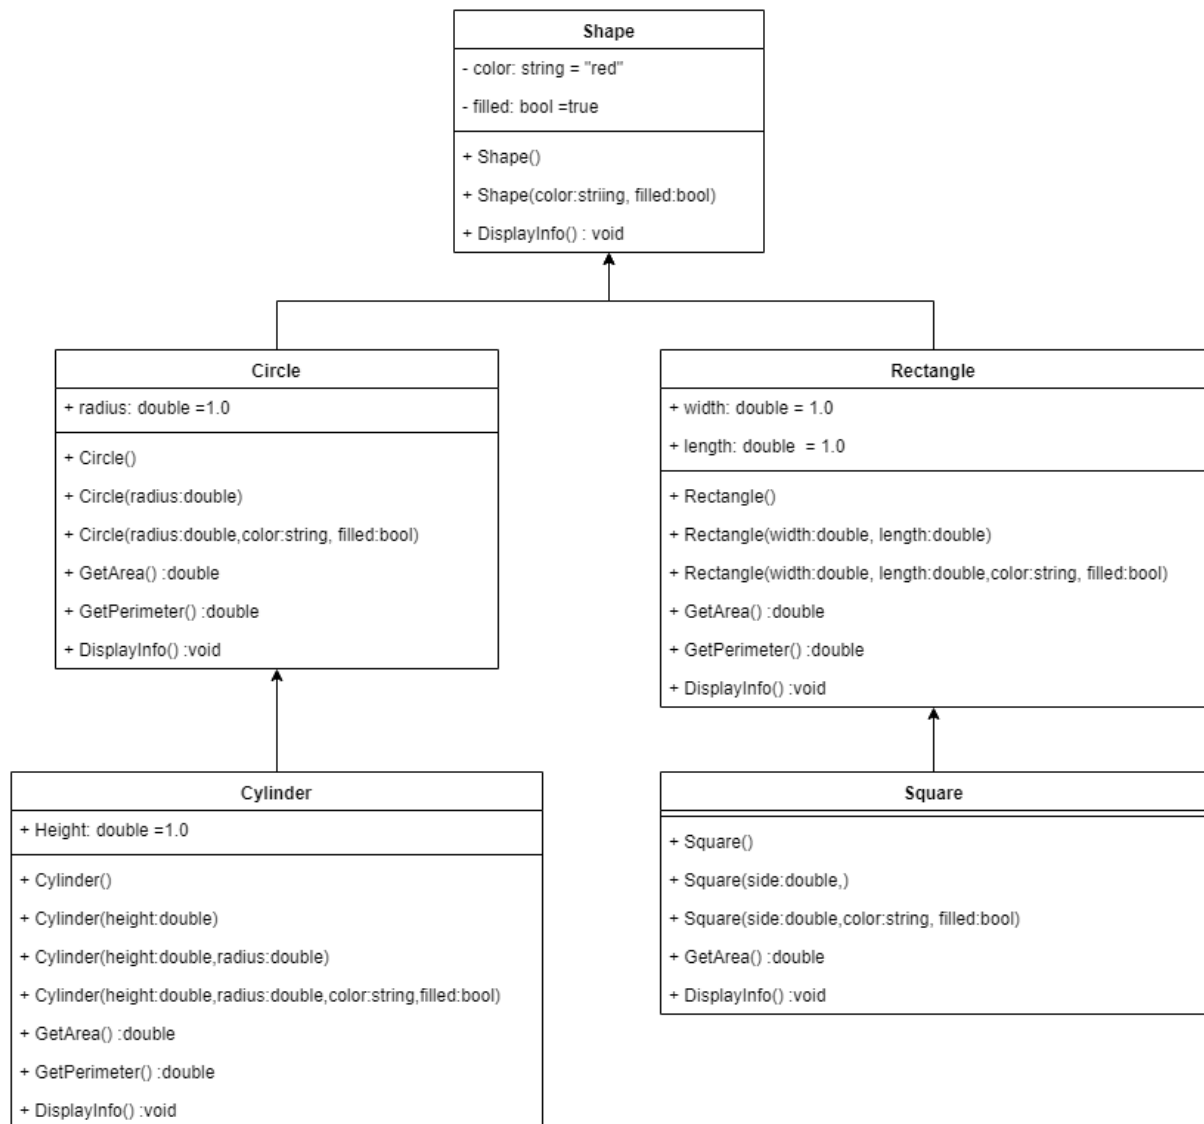 Shape
- color: string = "red"
- filled: bool =true
+ Shape()
+ Shape(color:striing, filled:bool)
+ DisplayInfo() : void
Circle
+ radius: double =1.0
+ Circle()
+ Circle(radius:double)
+ Circle(radius:double,color:string, filled:bool)
+ GetArea() :double
+ GetPerimeter() :double
+ DisplayInfo() :void
Rectangle
+ width: double = 1.0
+ length: double  = 1.0
+ Rectangle()
+ Rectangle(width:double, length:double)
+ Rectangle(width:double, length:double,color:string, filled:bool)
+ GetArea() :double
+ GetPerimeter() :double
+ DisplayInfo() :void
Cylinder
+ Height: double =1.0
+ Cylinder()
+ Cylinder(height:double)
+ Cylinder(height:double,radius:double)
+ Cylinder(height:double,radius:double,color:string,filled:bool)
+ GetArea() :double
+ GetPerimeter() :double
+ DisplayInfo() :void
Square
+ Square()
+ Square(side:double,)
+ Square(side:double,color:string, filled:bool)
+ GetArea() :double
+ DisplayInfo() :void